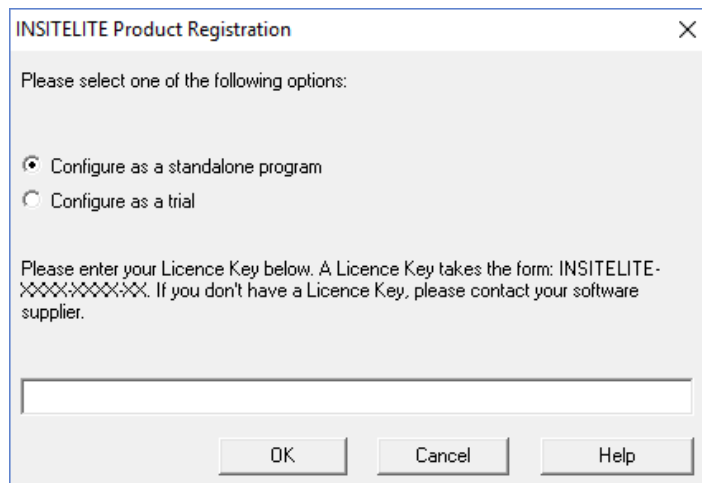 INSITELITE Product Registration
Please select one of the following options:
Configure as a standalone program
Configure as a trial
Please enter your Licence Key below. A Licence Key takes the form: INSITELITE-
XXXX-XXXX-XX. If you don't have a Licence Key, please contact your software
supplier.
OK Cancel Help